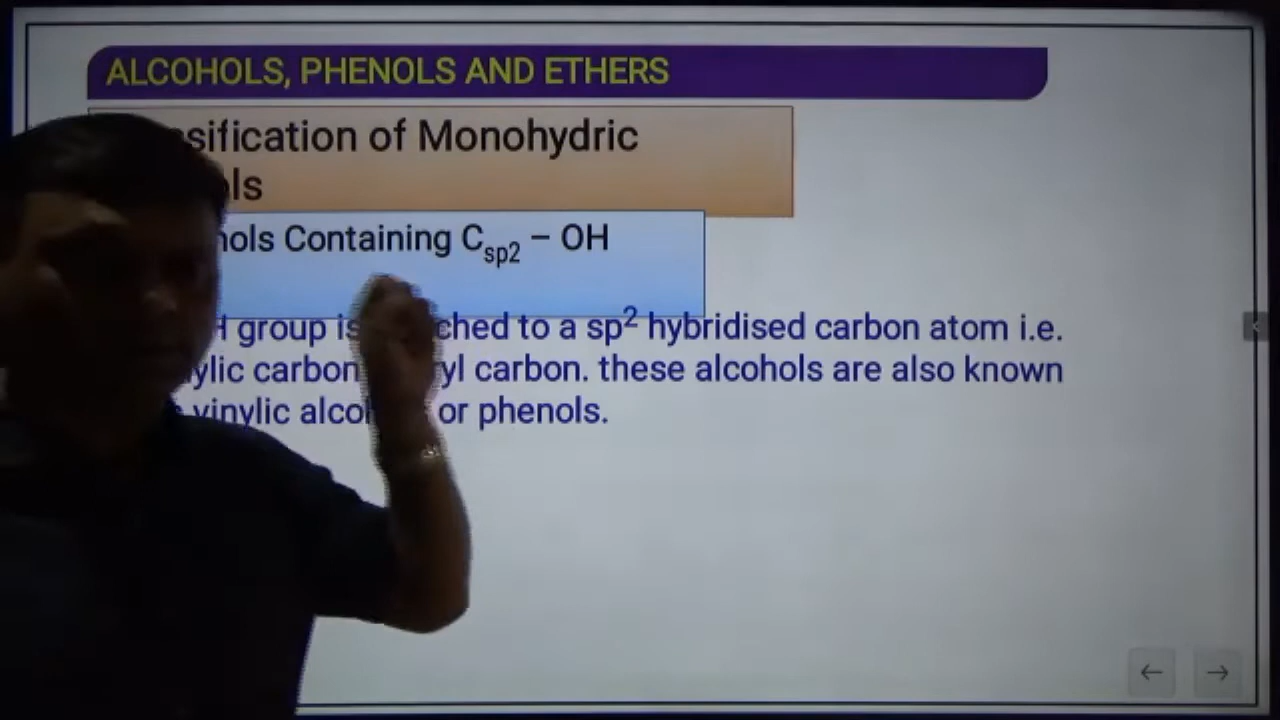 ALCOHOLS, PHENOLS AND ETHERS
sification of Monohydric
ls
hols Containing Csp2 – OH
H group is ched to a sp² hybridised carbon atom i.e.
ylic carbon yl carbon. these alcohols are also known
vinylic alcoh or phenols.